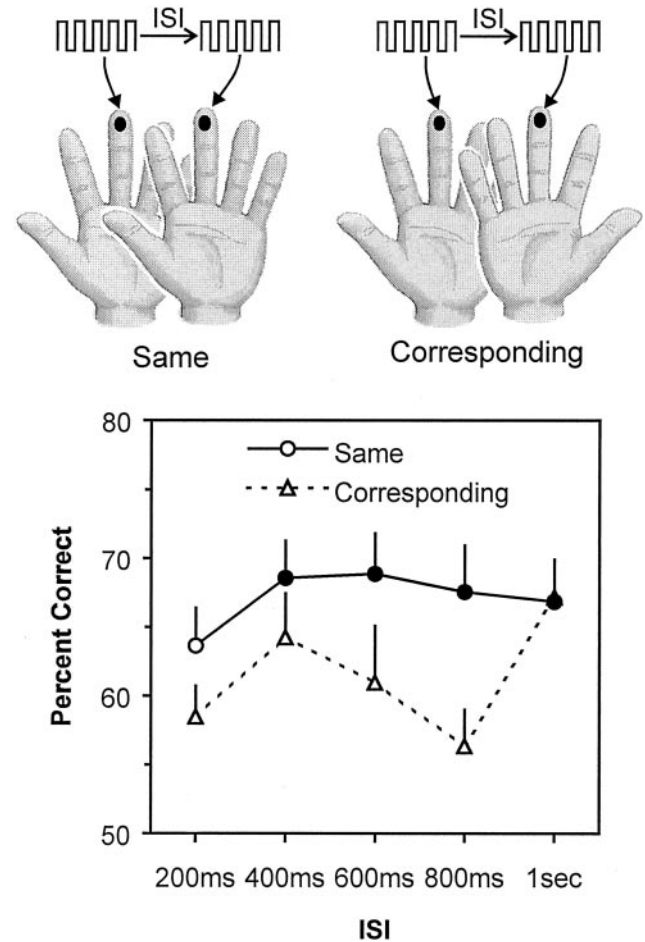 ISI ISI
Same Corresponding
80
Same
Corresponding
70
60
50
Percent Correct
200ms 400ms 600ms 800ms 1sec
ISI